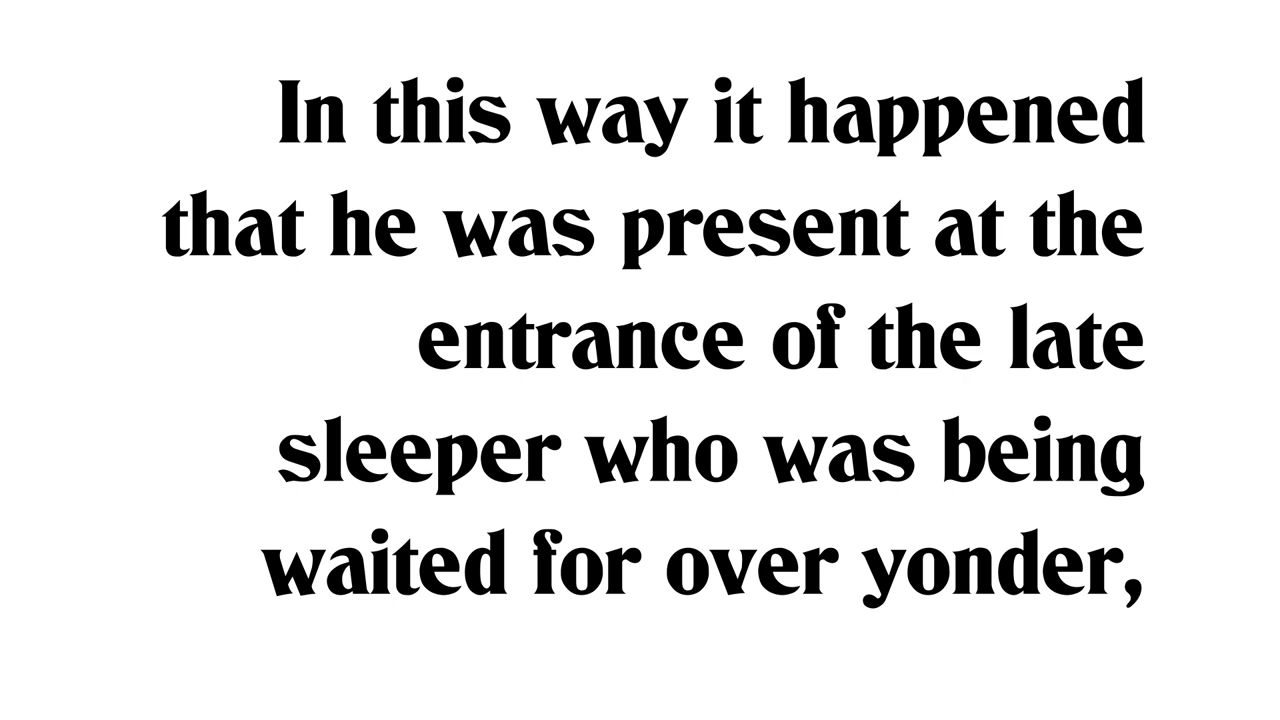 In this way it happened
that he was present at the
entrance of the late
sleeper who was being
waited for over yonder,